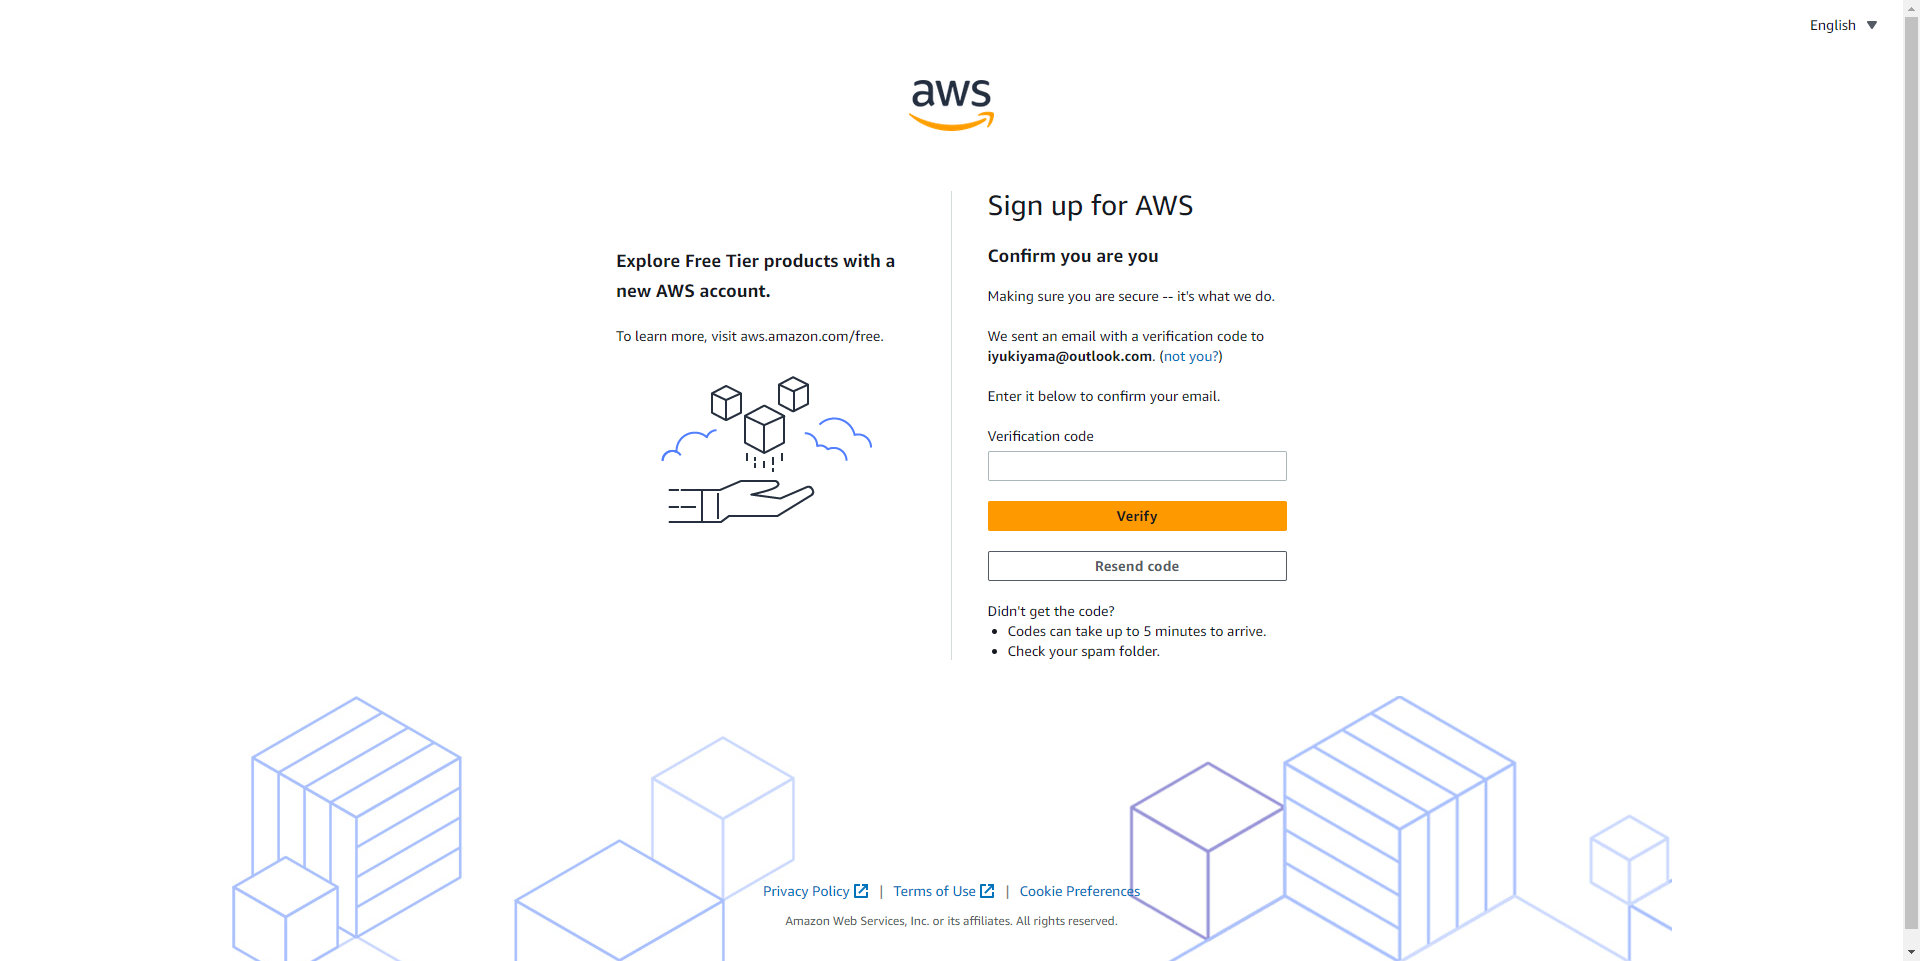 English
aws
Sign up for AWS
Explore Free Tier products with a
new AWS account.
To learn more, visit aws.amazon.com/free.
Confirm you are you
Making sure you are secure -- it's what we do.
We sent an email with a verification code to
iyukiyama@outlook.com. (not you?)
Enter it below to confirm your email.
Verification code
Verify
Resend code
Didn't get the code?
• Codes can take up to 5 minutes to arrive.
• Check your spam folder.
Privacy Policy | Terms of Use | Cookie Preferences
Amazon Web Services, Inc. or its affiliates. All rights reserved.